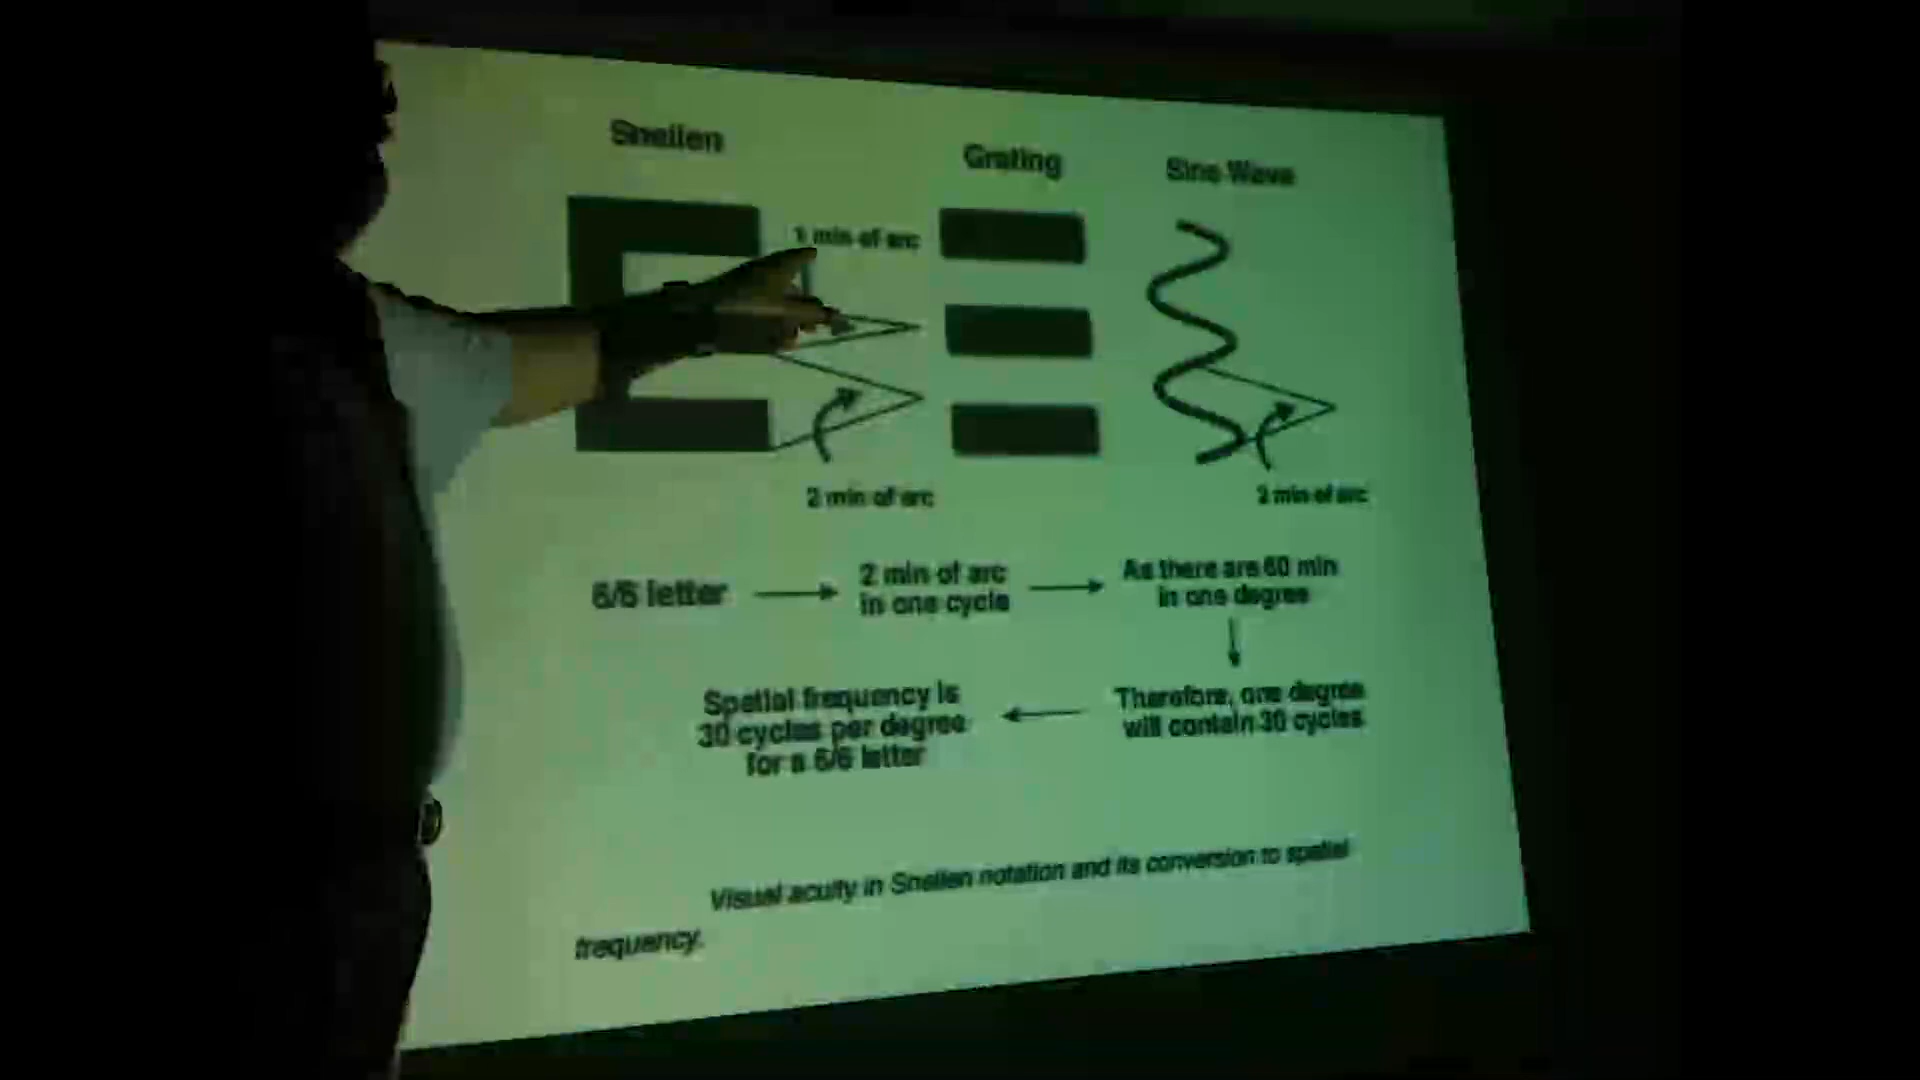 Snellen
Grating
Sine Wave
1 min of arc
2 min of arc
2 min of arc
6/6 letter
2 min of arc
in one cycle
As there are 60 min
in one degree
Therefore, one degree
will contain 30 cycles
Spatial frequency is
30 cycles per degree
for a 6/6 letter
Visual acuity in Snellen notation and its conversion to spatial
frequency.